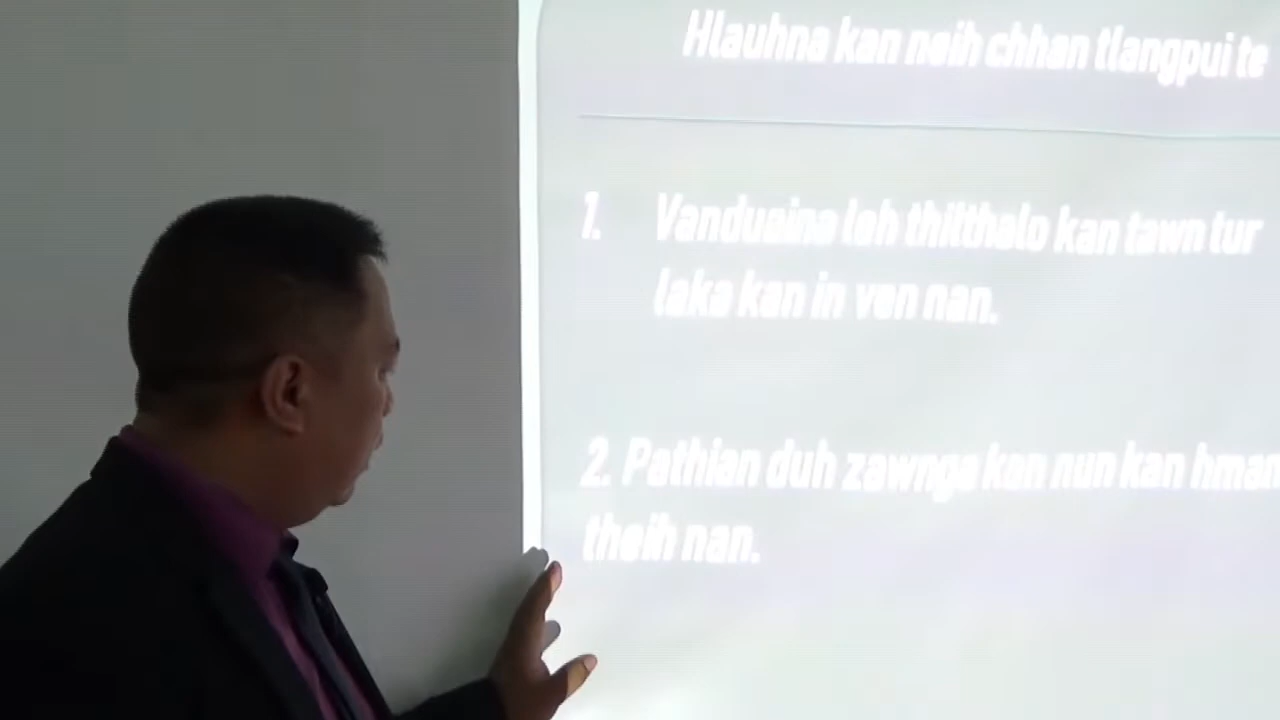 Hlauhna kan neih chhan tlangpui te
1. Vanduaina leh thilthalo kan tawn tur
laka kan in ven nan.
2. Pathian duh zawnga kan nun kan hman
theih nan.